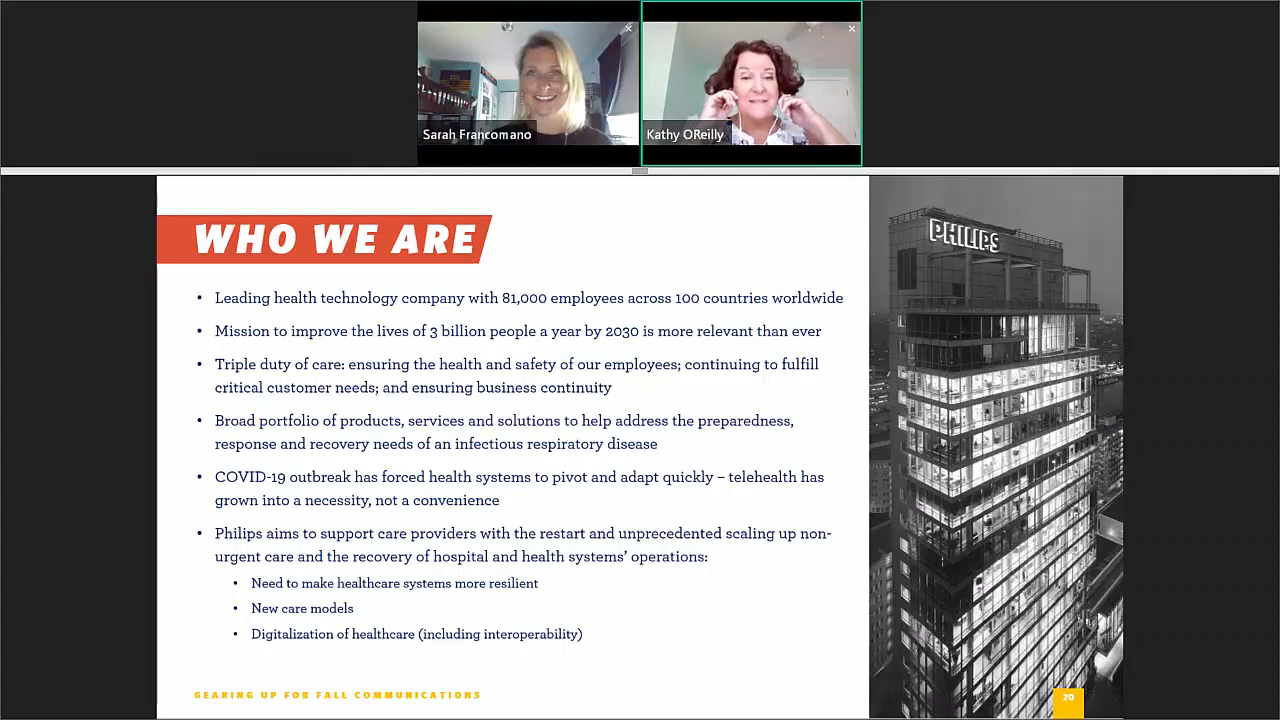 Sarah Francomano
Kathy OReilly
WHO WE ARE
PHILIPS
• Leading health technology company with 81,000 employees across 100 countries worldwide
• Mission to improve the lives of 3 billion people a year by 2030 is more relevant than ever
• Triple duty of care: ensuring the health and safety of our employees; continuing to fulfill
critical customer needs; and ensuring business continuity
• Broad portfolio of products, services and solutions to help address the preparedness,
response and recovery needs of an infectious respiratory disease
• COVID-19 outbreak has forced health systems to pivot and adapt quickly – telehealth has
grown into a necessity, not a convenience
• Philips aims to support care providers with the restart and unprecedented scaling up non-
urgent care and the recovery of hospital and health systems’ operations:
• Need to make healthcare systems more resilient
• New care models
• Digitalization of healthcare (including interoperability)
GEARING UP FOR FALL COMMUNICATIONS
20